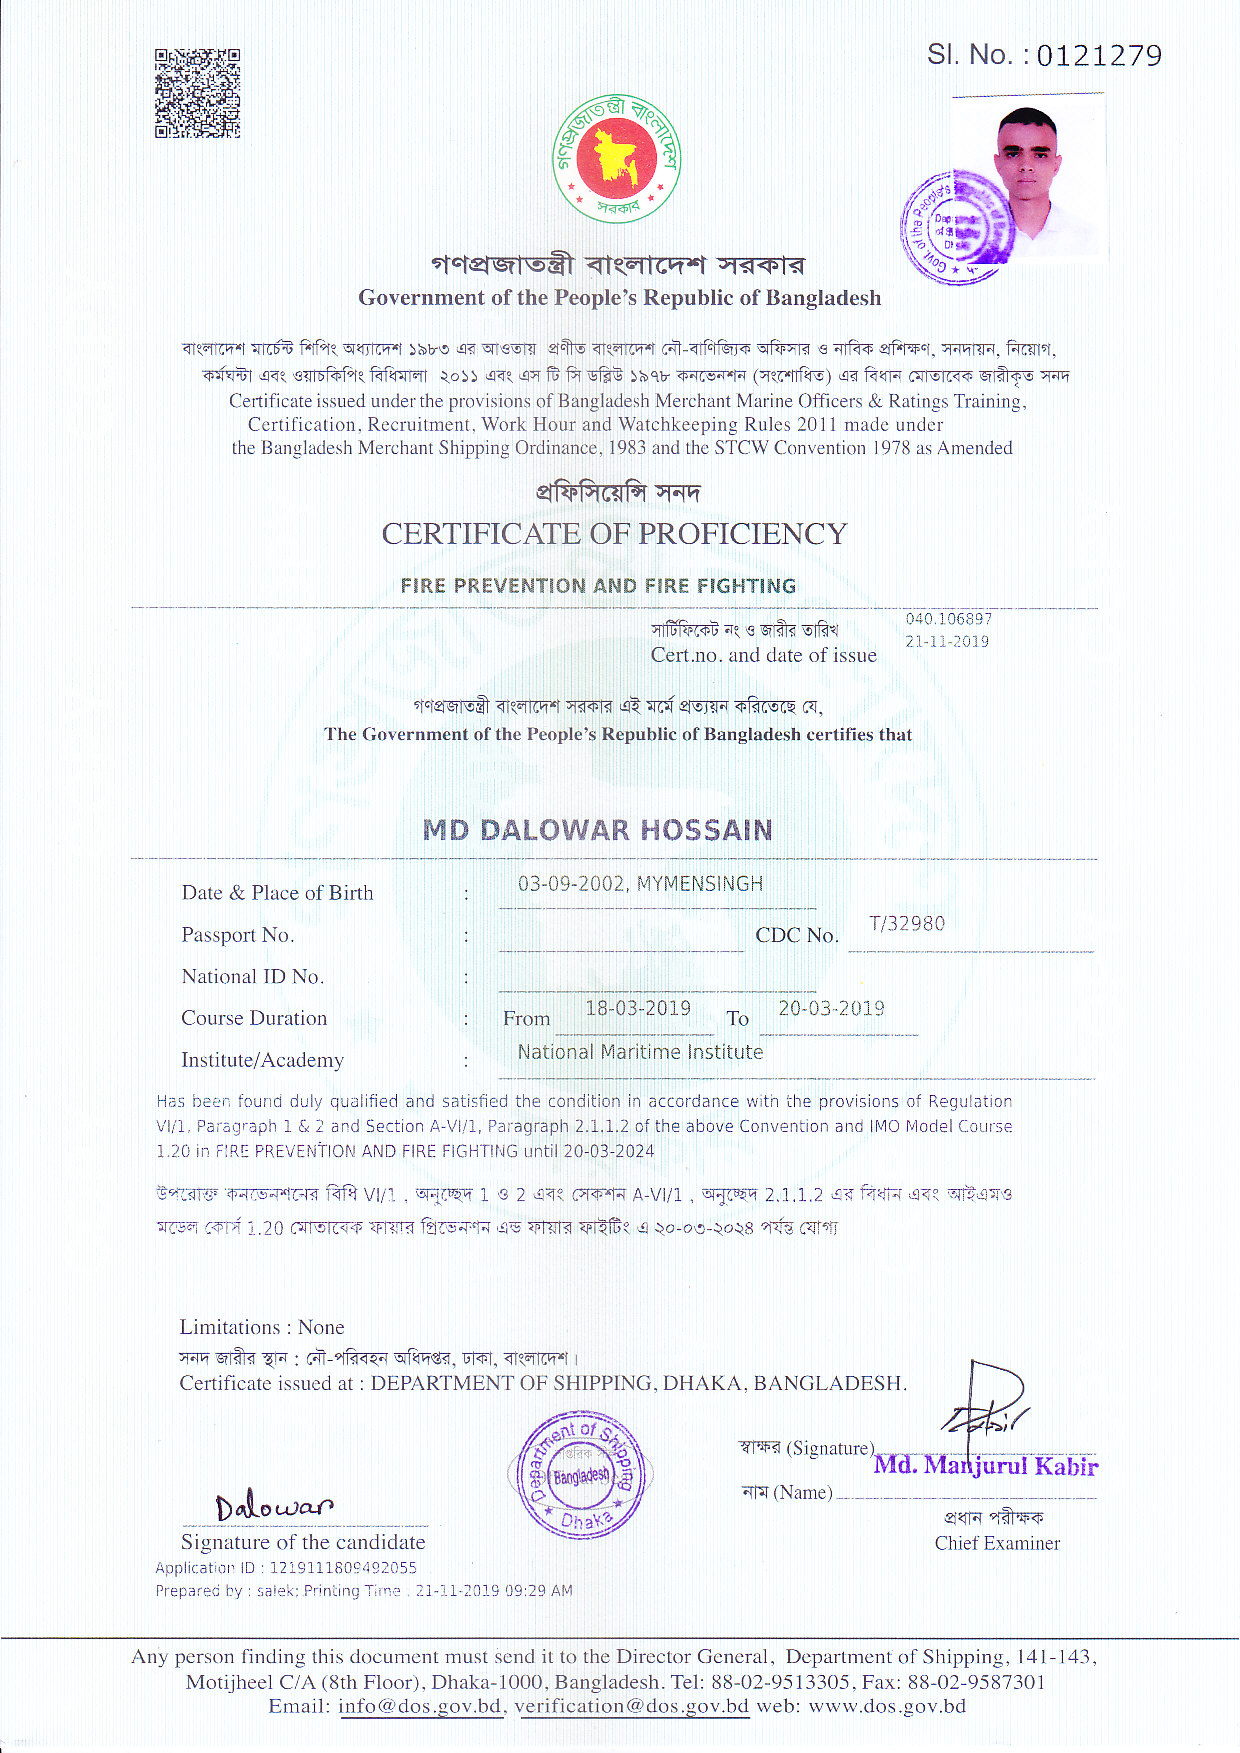 Sl. No. : 0121279
গণপ্রজাতন্ত্রী বাংলাদেশ
সরকার
Govt. of the People's
গণপ্রজাতন্ত্রী বাংলাদেশ সরকার
Government of the People's Republic of Bangladesh
বাংলাদেশ মার্চেন্ট শিপিং অধ্যাদেশ ১৯৮৩ এর আওতায় প্রণীত বাংলাদেশ নৌ-বাণিজ্যিক অফিসার ও নাবিক প্রশিক্ষণ, সনদায়ন, নিয়োগ,
কর্মঘন্টা এবং ওয়াচকিপিং বিধিমালা ২০১১ এবং এস টি সি ডব্লিউ ১৯৭৮ কনভেনশন (সংশোধিত) এর বিধান মোতাবেক জারীকৃত সনদ
Certificate issued under the provisions of Bangladesh Merchant Marine Officers & Ratings Training,
Certification, Recruitment, Work Hour and Watchkeeping Rules 2011 made under
the Bangladesh Merchant Shipping Ordinance, 1983 and the STCW Convention 1978 as Amended
প্রফিসিয়েন্সি সনদ
CERTIFICATE OF PROFICIENCY
FIRE PREVENTION AND FIRE FIGHTING
সার্টিফিকেট নং ও জারীর তারিখ 040.106897
Cert.no. and date of issue 21-11-2019
গণপ্রজাতন্ত্রী বাংলাদেশ সরকার এই মর্মে প্রত্যয়ন করিতেছে যে,
The Government of the People's Republic of Bangladesh certifies that
MD DALOWAR HOSSAIN
Date & Place of Birth : 03-09-2002, MYMENSINGH
Passport No. : CDC No. T/32980
National ID No. :
Course Duration : From 18-03-2019 To 20-03-2019
Institute/Academy : National Maritime Institute
Has been found duly qualified and satisfied the condition in accordance with the provisions of Regulation
VI/1, Paragraph 1 & 2 and Section A-VI/1, Paragraph 2.1.1.2 of the above Convention and IMO Model Course
1.20 in FIRE PREVENTION AND FIRE FIGHTING until 20-03-2024
উপরোক্ত কনভেনশনের বিধি VI/1 , অনুচ্ছেদ 1 ও 2 এবং সেকশন A-VI/1 , অনুচ্ছেদ 2.1.1.2 এর বিধান এবং আইএমও
মডেল কোর্স 1.20 মোতাবেক ফায়ার প্রিভেনশন এন্ড ফায়ার ফাইটিং এ ২০-০৩-২০২৪ পর্যন্ত যোগ্য
Limitations : None
সনদ জারীর স্থান : নৌ-পরিবহন অধিদপ্তর, ঢাকা, বাংলাদেশ।
Certificate issued at : DEPARTMENT OF SHIPPING, DHAKA, BANGLADESH.
Department of Shipping
Bangladesh
Dhaka
স্বাক্ষর (Signature)
Md. Manjurul Kabir
নাম (Name)
প্রধান পরীক্ষক
Chief Examiner
Dalowar
Signature of the candidate
Application ID : 1219111809492055
Prepared by : salek; Printing Time : 21-11-2019 09:29 AM
Any person finding this document must send it to the Director General, Department of Shipping, 141-143,
Motijheel C/A (8th Floor), Dhaka-1000, Bangladesh. Tel: 88-02-9513305, Fax: 88-02-9587301
Email: info@dos.gov.bd, verification@dos.gov.bd web: www.dos.gov.bd